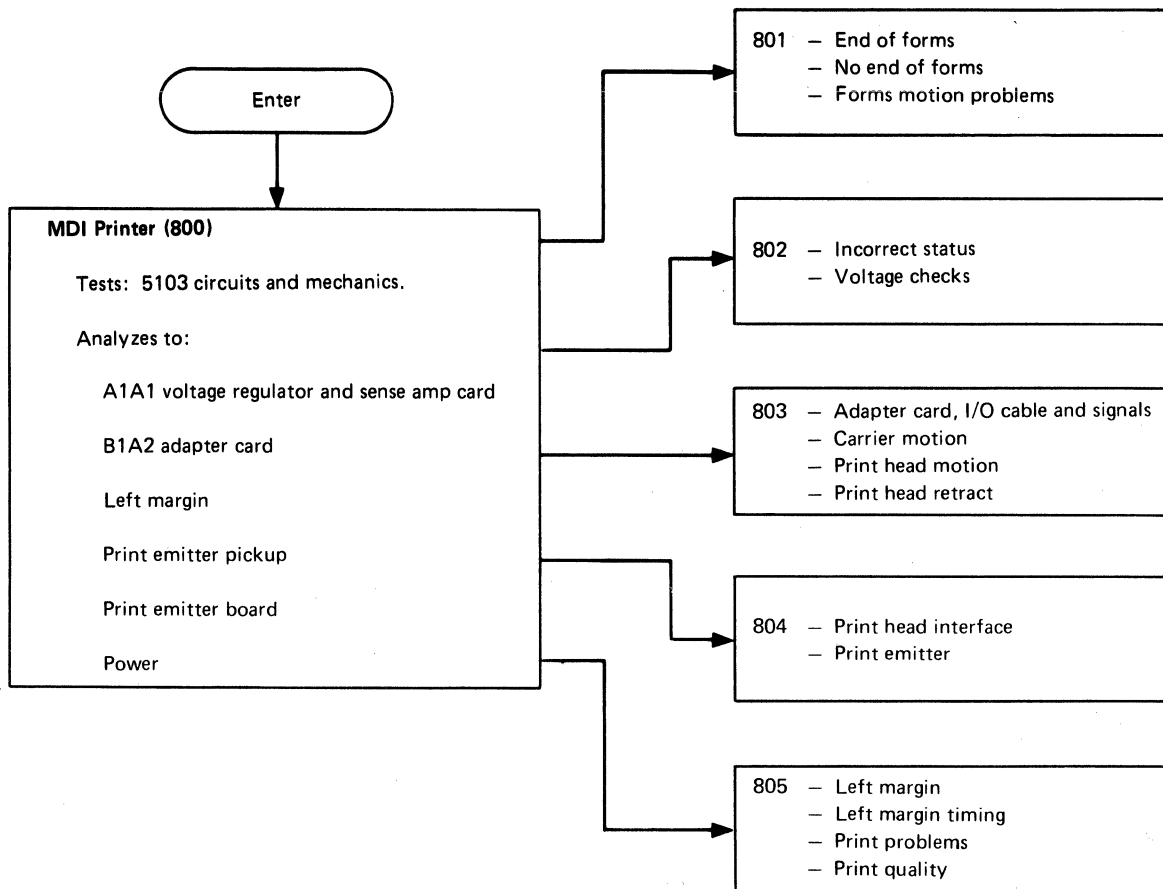 Enter
MDI Printer (800)
Tests: 5103 circuits and mechanics.
Analyzes to:
A1A1 voltage regulator and sense amp card
B1A2 adapter card
Left margin
Print emitter pickup
Print emitter board
Power
801 – End of forms
– No end of forms
– Forms motion problems
802 – Incorrect status
– Voltage checks
803 – Adapter card, I/O cable and signals
– Carrier motion
– Print head motion
– Print head retract
804 – Print head interface
– Print emitter
805 – Left margin
– Left margin timing
– Print problems
– Print quality